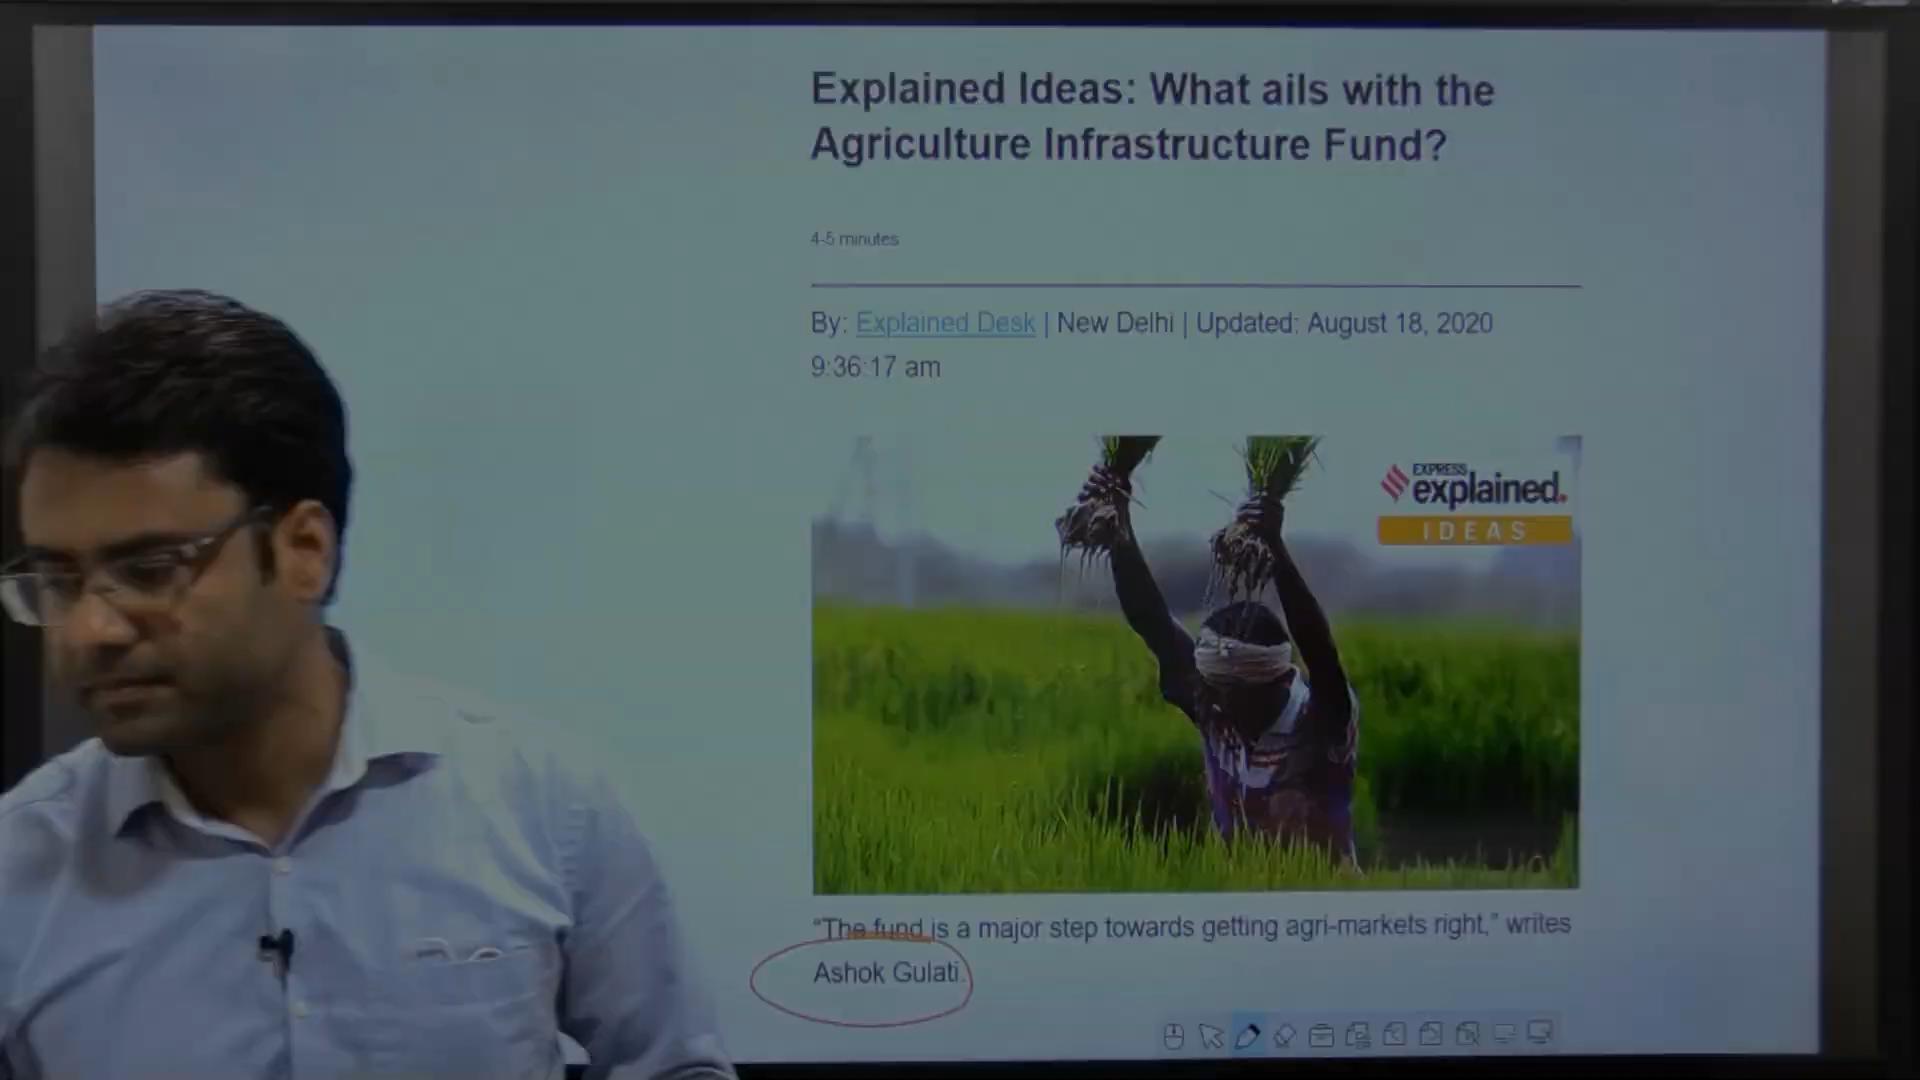 Explained Ideas: What ails with the
Agriculture Infrastructure Fund?
4-5 minutes
By: Explained Desk | New Delhi | Updated: August 18, 2020
9:36:17 am
EXPRESS
explained.
IDEAS
“The fund is a major step towards getting agri-markets right,” writes
Ashok Gulati.